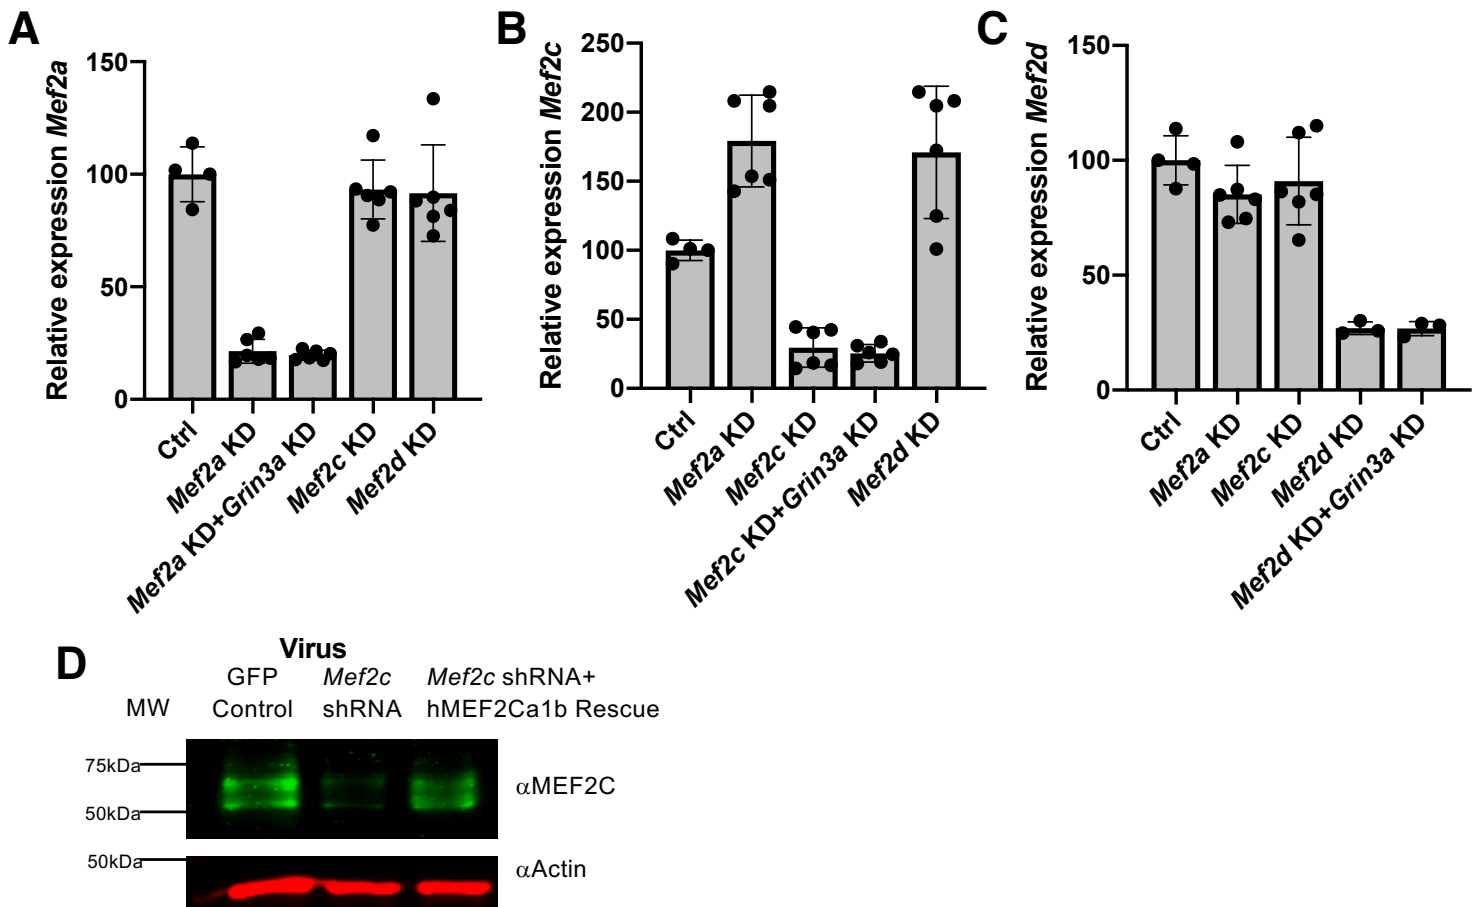 A
Relative expression Mef2a
150
100
50
0
Ctrl
Mef2a KD
Mef2a KD+Grin3a KD
Mef2c KD
Mef2d KD
B
Relative expression Mef2c
250
200
150
100
50
0
Ctrl
Mef2a KD
Mef2c KD
Mef2c KD+Grin3a KD
Mef2d KD
C
Relative expression Mef2d
150
100
50
0
Ctrl
Mef2a KD
Mef2c KD
Mef2d KD
Mef2d KD+Grin3a KD
D
Virus
GFP Mef2c Mef2c shRNA+
MW Control shRNA hMEF2Ca1b Rescue
75kDa
αMEF2C
50kDa
50kDa
αActin